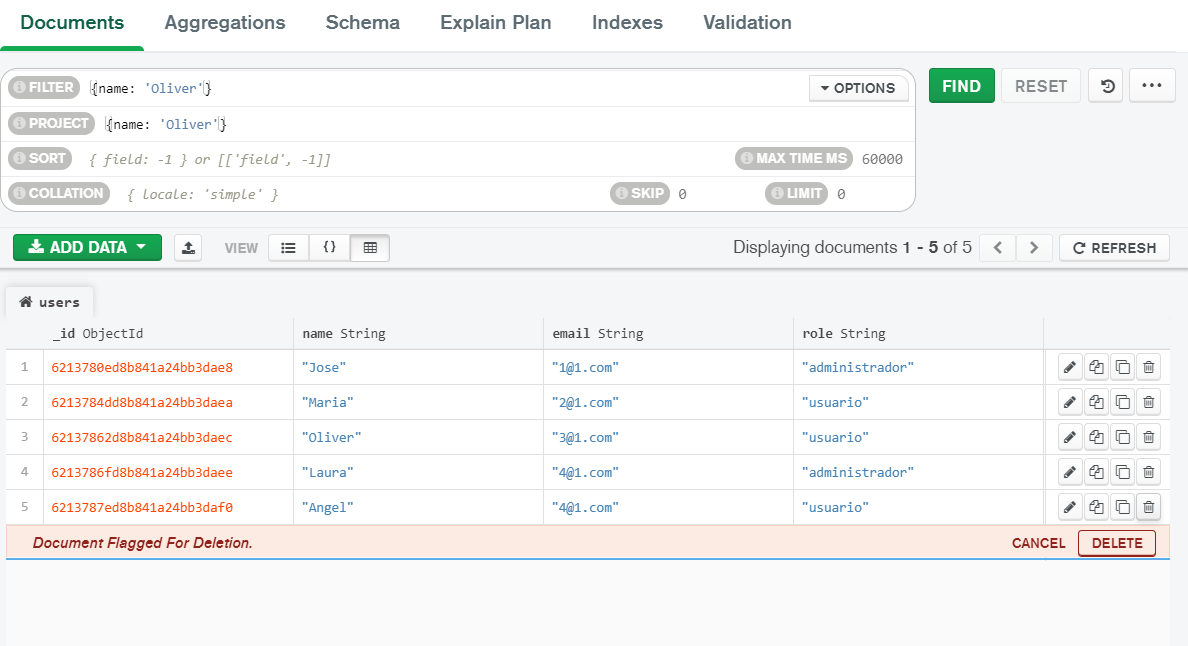 Documents Aggregations Schema Explain Plan Indexes Validation
FILTER {name: 'Oliver'} OPTIONS FIND RESET ...
PROJECT {name: 'Oliver'}
SORT { field: -1 } or [['field', -1]] MAX TIME MS 60000
COLLATION { locale: 'simple' } SKIP 0 LIMIT 0
ADD DATA VIEW {} Displaying documents 1 - 5 of 5 < > REFRESH
users
_id ObjectId name String email String role String
1 6213780ed8b841a24bb3dae8 "Jose" "1@1.com" "administrador"
2 6213784dd8b841a24bb3daea "Maria" "2@1.com" "usuario"
3 62137862d8b841a24bb3daec "Oliver" "3@1.com" "usuario"
4 6213786fd8b841a24bb3daee "Laura" "4@1.com" "administrador"
5 6213787ed8b841a24bb3daf0 "Angel" "4@1.com" "usuario"
Document Flagged For Deletion. CANCEL DELETE